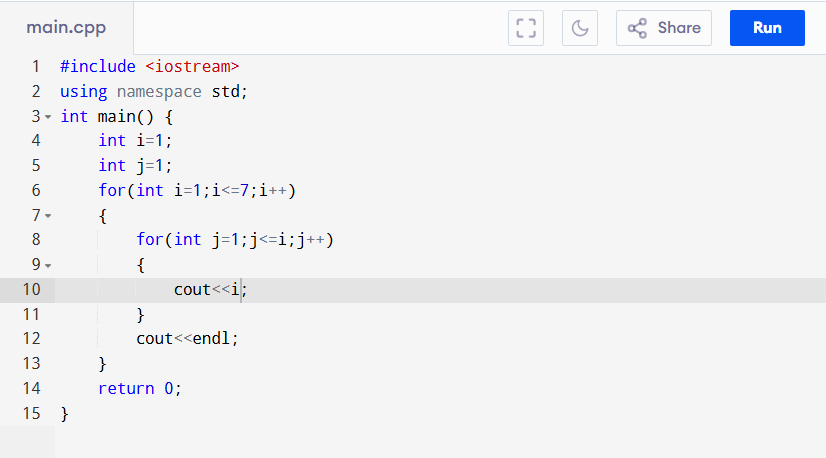 main.cpp Share Run
1 #include <iostream>
2 using namespace std;
3 int main() {
4     int i=1;
5     int j=1;
6     for(int i=1;i<=7;i++)
7     {
8         for(int j=1;j<=i;j++)
9         {
10             cout<<i;
11         }
12         cout<<endl;
13     }
14     return 0;
15 }